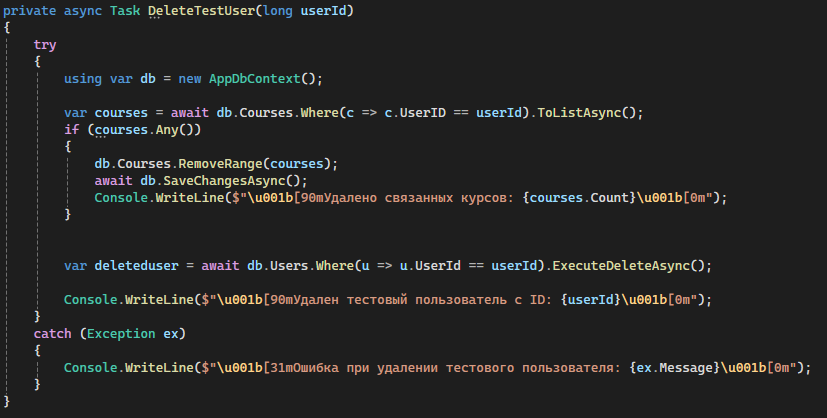 private async Task DeleteTestUser(long userId)
{
try
{
using var db = new AppDbContext();
var courses = await db.Courses.Where(c => c.UserID == userId).ToListAsync();
if (courses.Any())
{
db.Courses.RemoveRange(courses);
await db.SaveChangesAsync();
Console.WriteLine($"\u001b[90mУдалено связанных курсов: {courses.Count}\u001b[0m");
}
var deleteduser = await db.Users.Where(u => u.UserId == userId).ExecuteDeleteAsync();
Console.WriteLine($"\u001b[90mУдален тестовый пользователь с ID: {userId}\u001b[0m");
}
catch (Exception ex)
{
Console.WriteLine($"\u001b[31mОшибка при удалении тестового пользователя: {ex.Message}\u001b[0m");
}
}